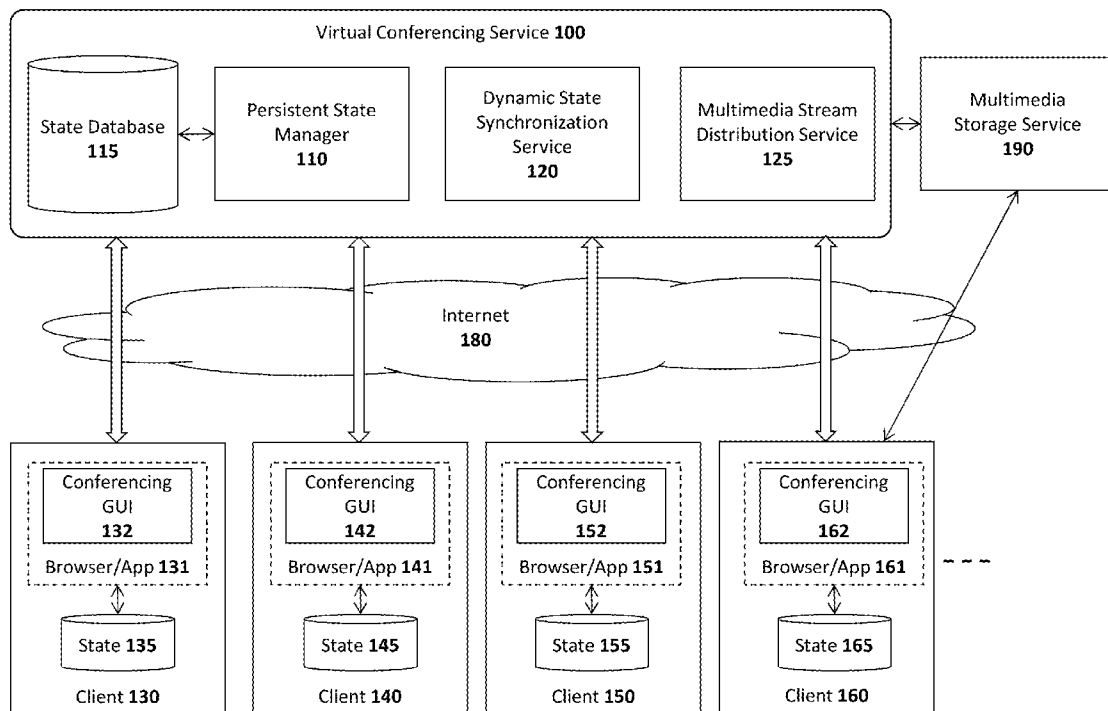 Virtual Conferencing Service 100
State Database
115
Persistent State
Manager
110
Dynamic State
Synchronization
Service
120
Multimedia Stream
Distribution Service
125
Multimedia
Storage Service
190
Internet
180
Conferencing
GUI
132
Browser/App 131
State 135
Client 130
Conferencing
GUI
142
Browser/App 141
State 145
Client 140
Conferencing
GUI
152
Browser/App 151
State 155
Client 150
Conferencing
GUI
162
Browser/App 161
State 165
Client 160